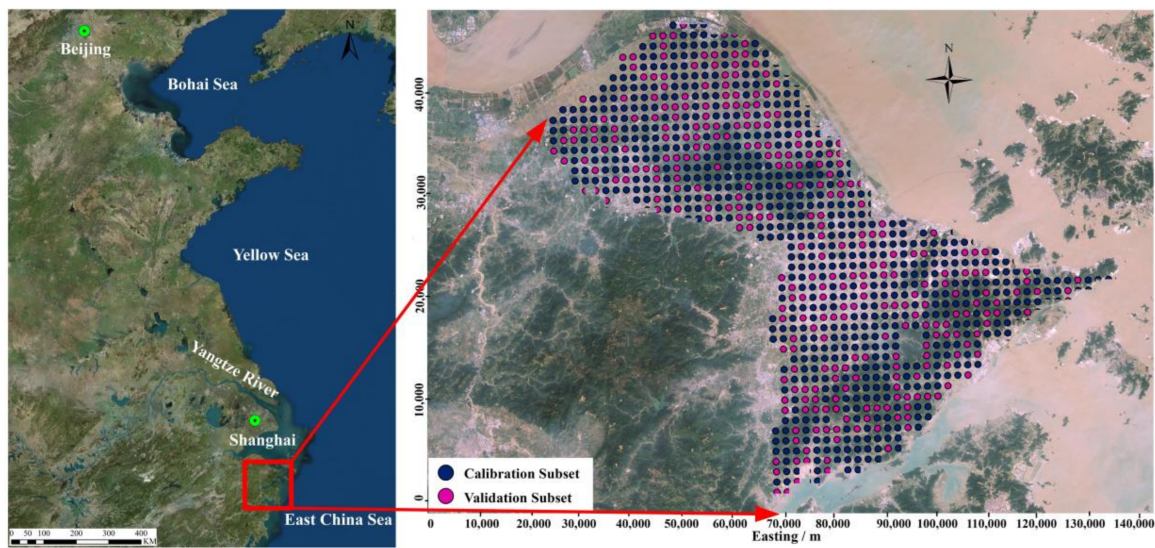 N
Beijing
Bohai Sea
Yellow Sea
Yangtze River
Shanghai
East China Sea
0 50 100 200 300 400
KM
N
40,000
30,000
20,000
10,000
0
Calibration Subset
Validation Subset
0 10,000 20,000 30,000 40,000 50,000 60,000 70,000 80,000 90,000 100,000 110,000 120,000 130,000 140,000
Easting / m